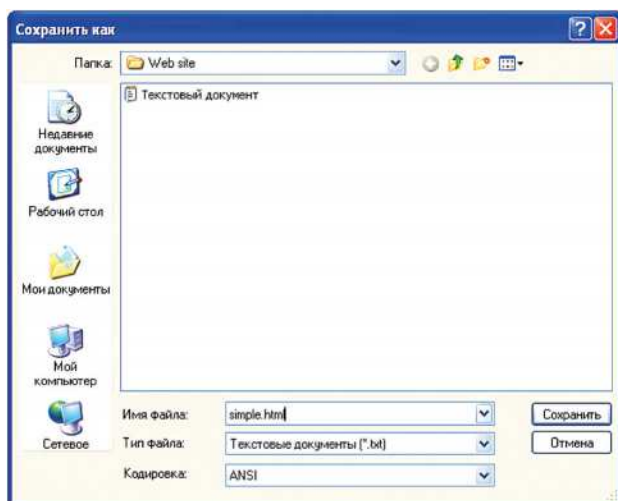 Сохранить как
Папка:
Web site
Текстовый документ
Недавние
документы
Рабочий стол
Мои документы
Мой
компьютер
Сетевое
Имя файла:
simple.html
Сохранить
Тип файла:
Текстовые документы (*.txt)
Отмена
Кодировка:
ANSI